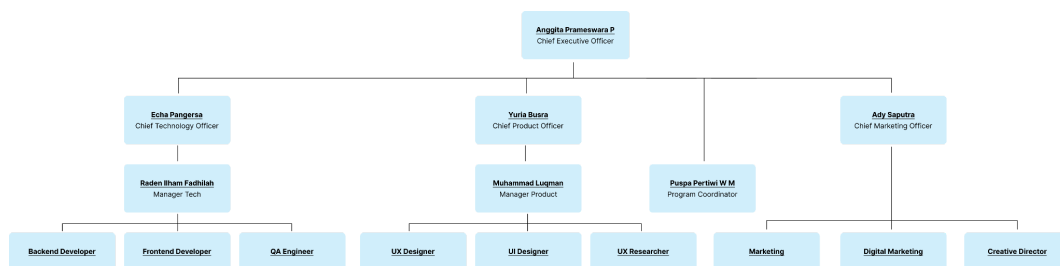 Anggita Prameswara P
Chief Executive Officer
Echa Pangersa
Chief Technology Officer
Yuria Busra
Chief Product Officer
Ady Saputra
Chief Marketing Officer
Raden Ilham Fadhilah
Manager Tech
Muhammad Luqman
Manager Product
Puspa Pertiwi W M
Program Coordinator
Backend Developer
Frontend Developer
QA Engineer
UX Designer
UI Designer
UX Researcher
Marketing
Digital Marketing
Creative Director